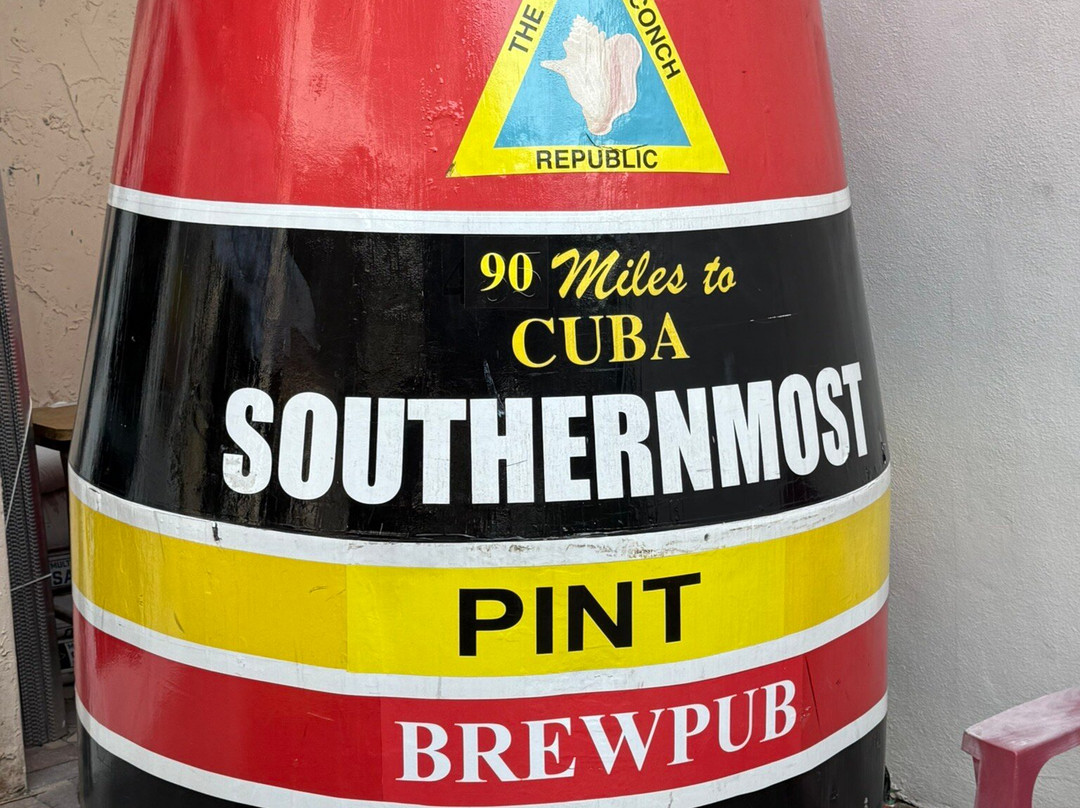 THE CONCH
REPUBLIC
90 Miles to
CUBA
SOUTHERNMOST
PINT
BREWPUB